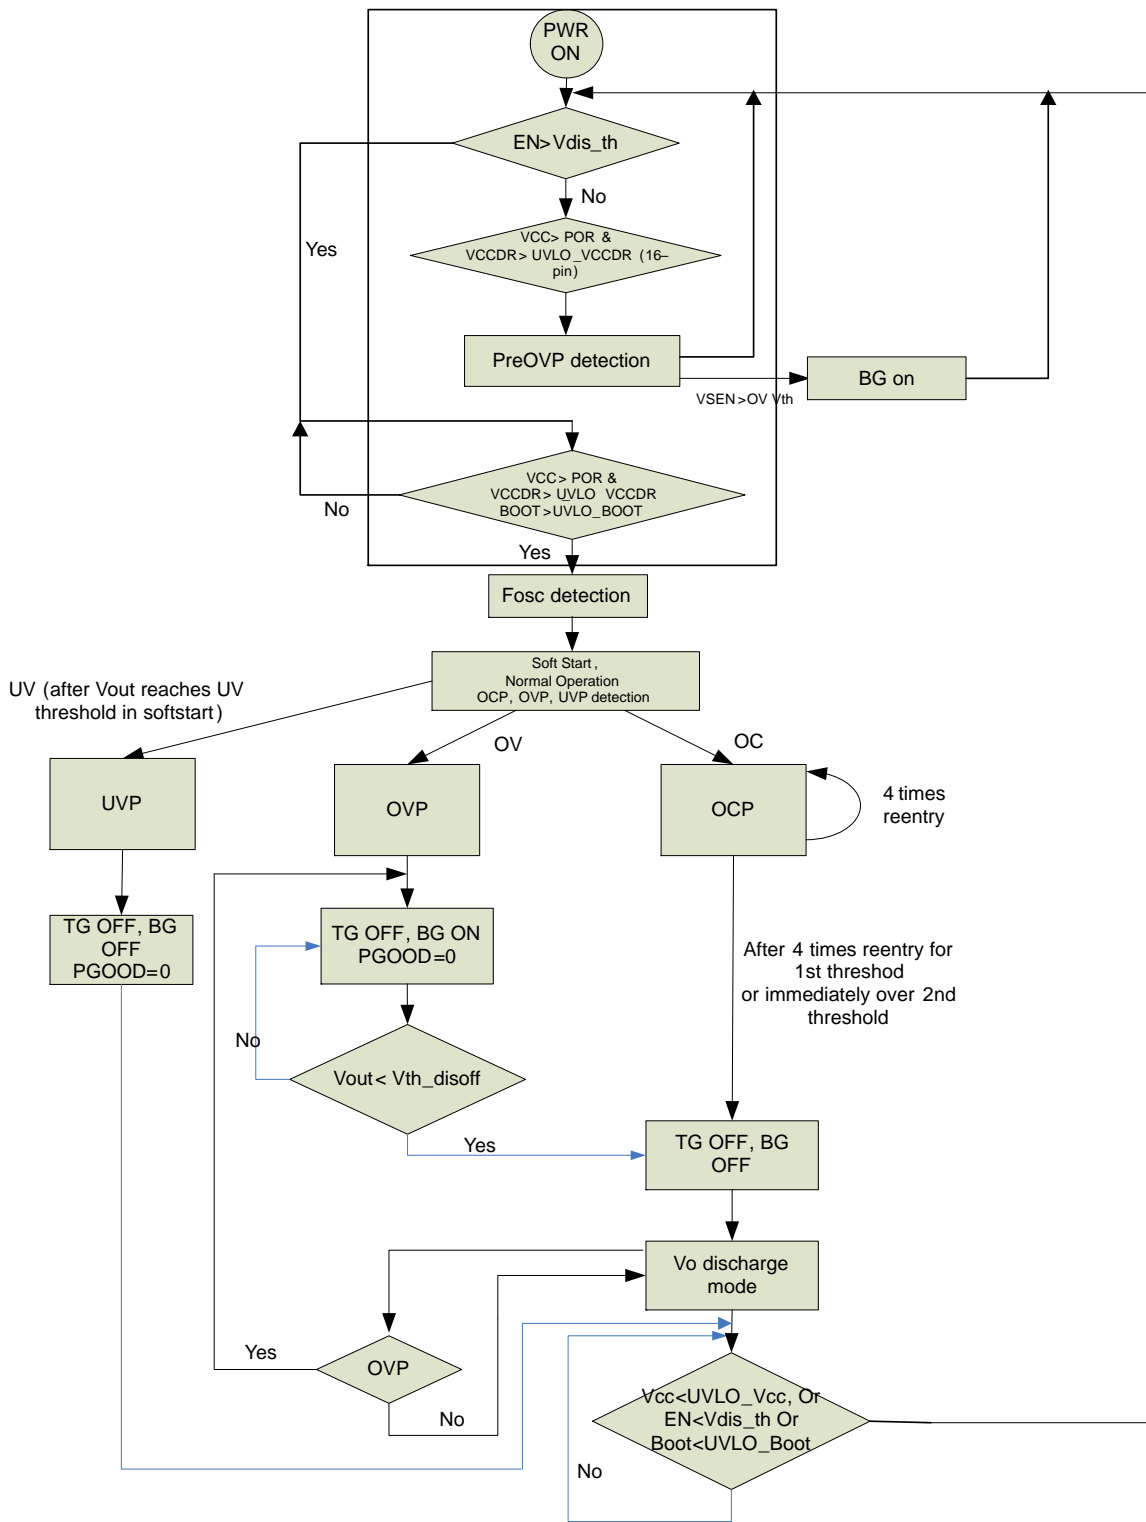 PWR
ON
EN>Vdis_th
No
Yes
VCC> POR &
VCCDR> UVLO_VCCDR (16–
pin)
PreOVP detection
BG on
VSEN>OV Vth
VCC> POR &
VCCDR> UVLO_VCCDR
BOOT>UVLO_BOOT
No
Yes
Fosc detection
Soft Start,
Normal Operation
OCP, OVP, UVP detection
UV (after Vout reaches UV
threshold in softstart)
OV
OC
UVP
OVP
OCP
4 times
reentry
TG OFF, BG
OFF
PGOOD=0
TG OFF, BG ON
PGOOD=0
After 4 times reentry for
1st threshod
or immediately over 2nd
threshold
No
Vout< Vth_disoff
Yes
TG OFF, BG
OFF
Vo discharge
mode
Yes
OVP
No
Vcc<UVLO_Vcc, Or
EN<Vdis_th Or
Boot<UVLO_Boot
No